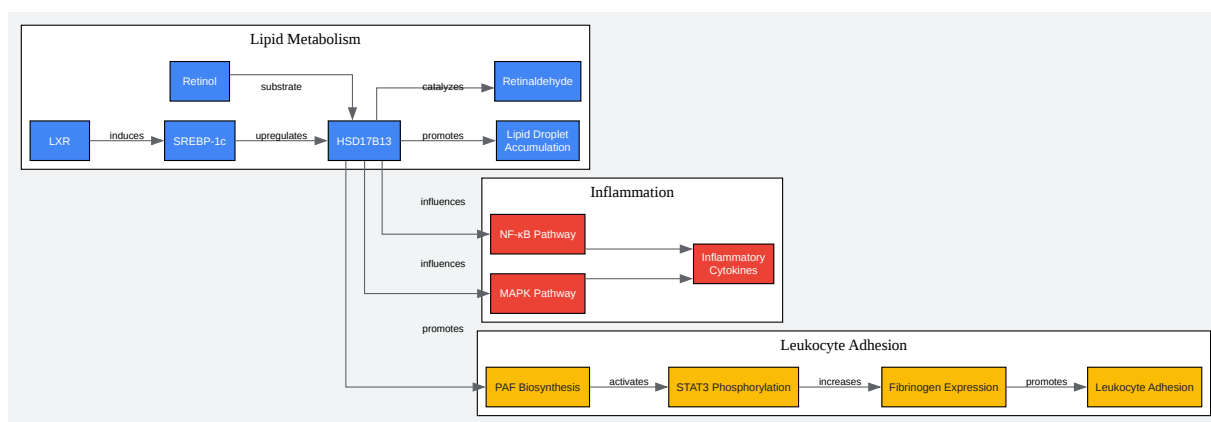 Lipid Metabolism
Retinol
substrate
catalyzes
Retinaldehyde
LXR
induces
SREBP-1c
upregulates
HSD17B13
promotes
Lipid Droplet
Accumulation
influences
Inflammation
NF-κB Pathway
influences
MAPK Pathway
Inflammatory
Cytokines
promotes
Leukocyte Adhesion
PAF Biosynthesis
activates
STAT3 Phosphorylation
increases
Fibrinogen Expression
promotes
Leukocyte Adhesion